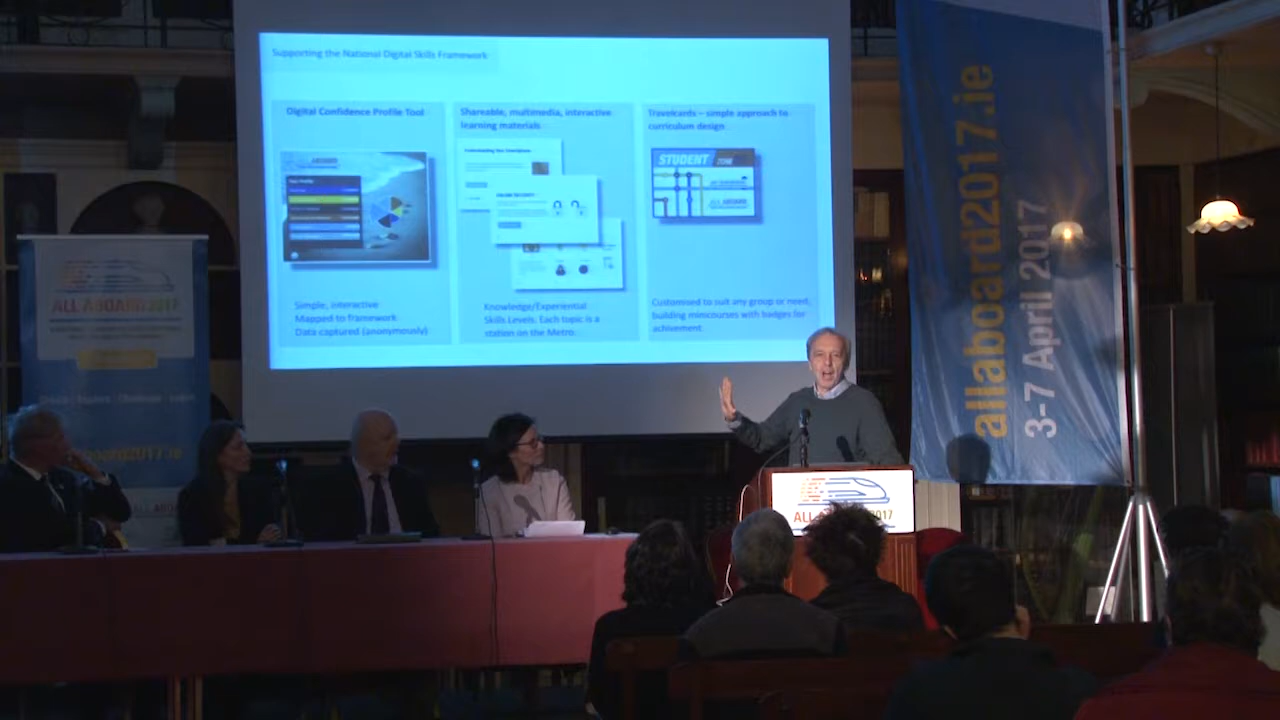 Supporting the National Digital Skills Framework
Digital Confidence Profile Tool
Shareable, multimedia, interactive
learning materials
Travelcards – simple approach to
curriculum design
STUDENT ZONE
Simple, interactive
Mapped to framework
Data captured (anonymously)
Knowledge/Experiential
Skills Levels. Each topic is a
station on the Metro.
Customised to suit any group or need,
building minicourses with badges for
achivement.
allaboard2017.ie
3-7 April 2017
ALL ABOARD 2017
ALL ABOARD 2017